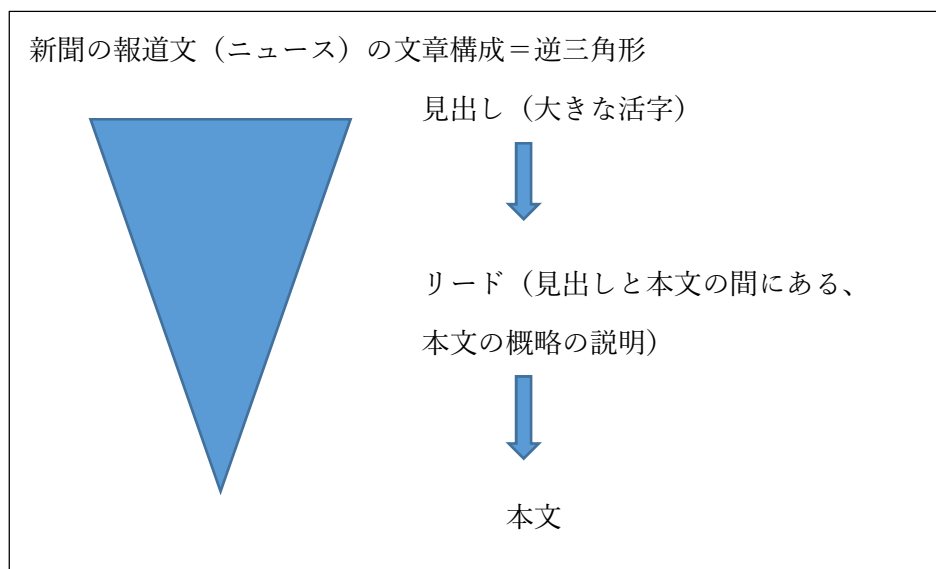 新聞の報道文（ニュース）の文章構成＝逆三角形
見出し（大きな活字）
リード（見出しと本文の間にある、
本文の概略の説明）
本文